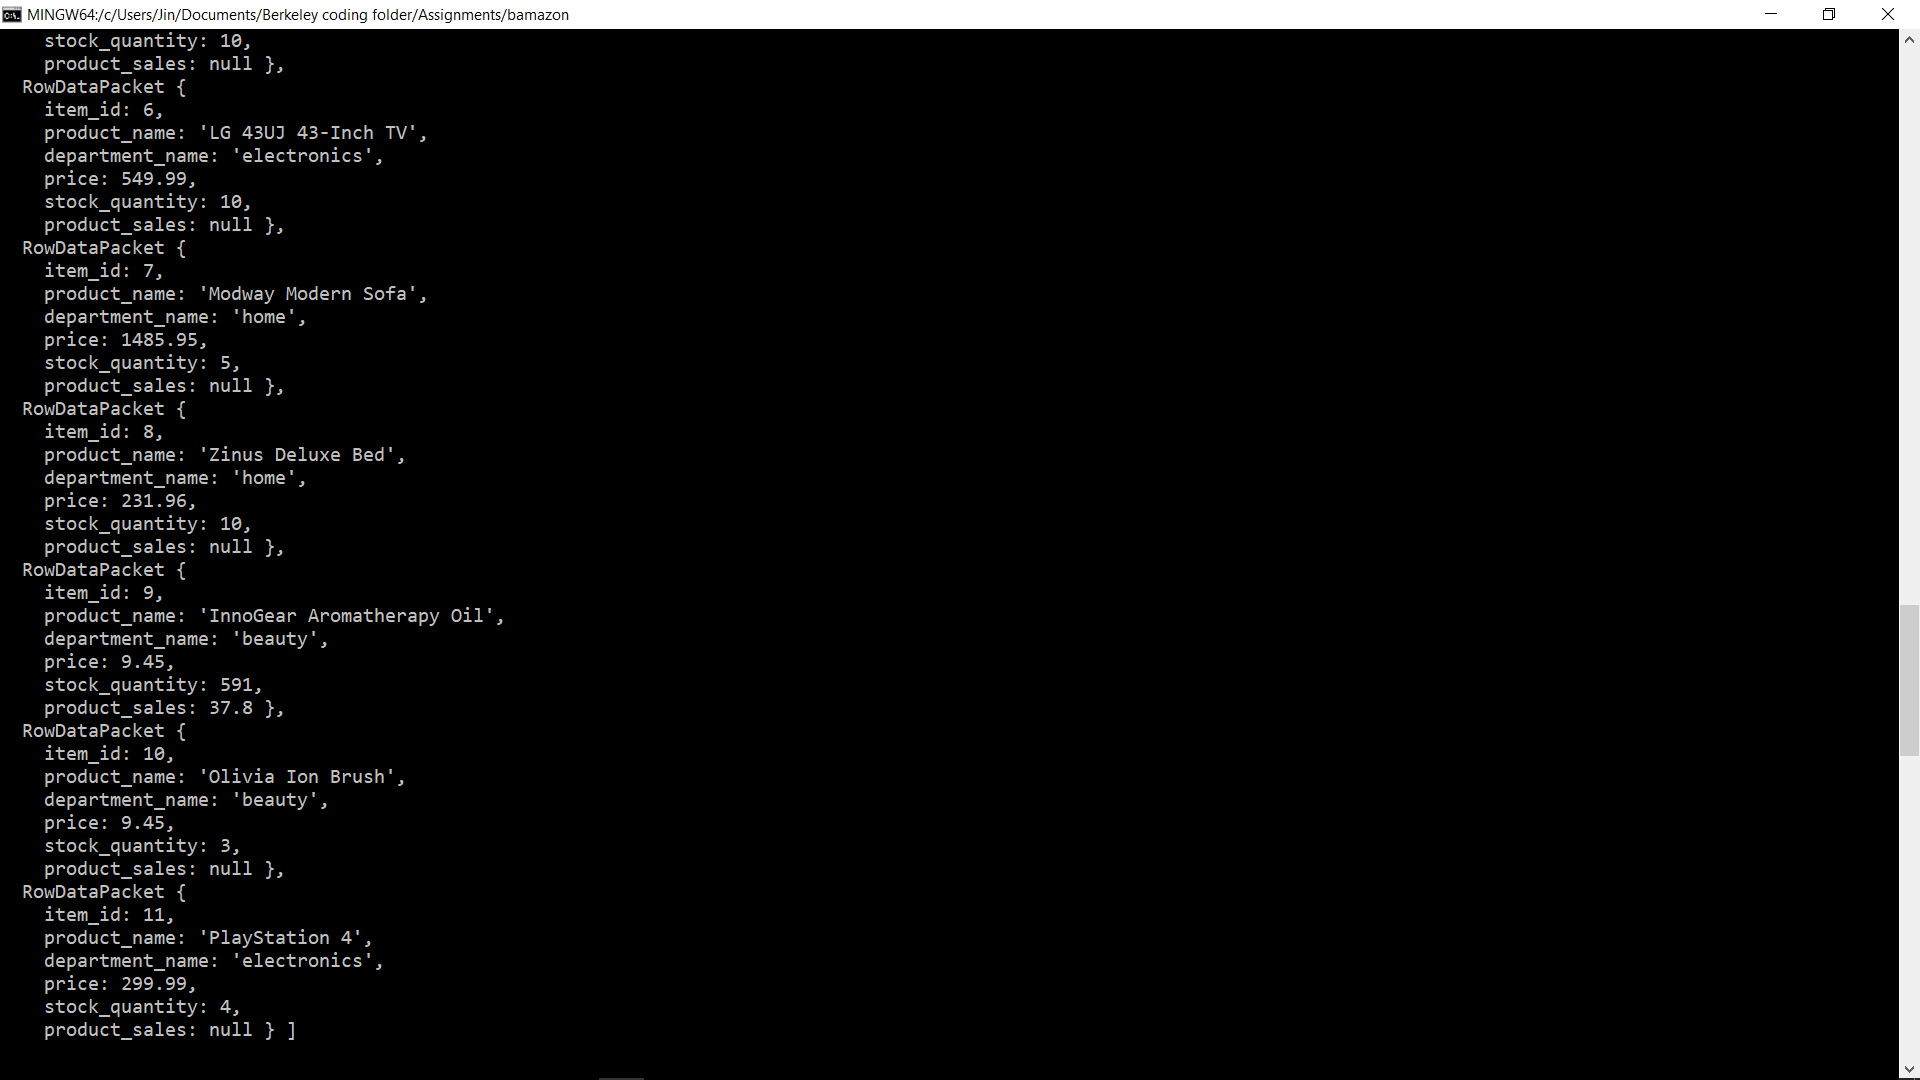 MINGW64:/c/Users/Jin/Documents/Berkeley coding folder/Assignments/bamazon
stock_quantity: 10,
product_sales: null },
RowDataPacket {
item_id: 6,
product_name: 'LG 43UJ 43-Inch TV',
department_name: 'electronics',
price: 549.99,
stock_quantity: 10,
product_sales: null },
RowDataPacket {
item_id: 7,
product_name: 'Modway Modern Sofa',
department_name: 'home',
price: 1485.95,
stock_quantity: 5,
product_sales: null },
RowDataPacket {
item_id: 8,
product_name: 'Zinus Deluxe Bed',
department_name: 'home',
price: 231.96,
stock_quantity: 10,
product_sales: null },
RowDataPacket {
item_id: 9,
product_name: 'InnoGear Aromatherapy Oil',
department_name: 'beauty',
price: 9.45,
stock_quantity: 591,
product_sales: 37.8 },
RowDataPacket {
item_id: 10,
product_name: 'Olivia Ion Brush',
department_name: 'beauty',
price: 9.45,
stock_quantity: 3,
product_sales: null },
RowDataPacket {
item_id: 11,
product_name: 'PlayStation 4',
department_name: 'electronics',
price: 299.99,
stock_quantity: 4,
product_sales: null } ]